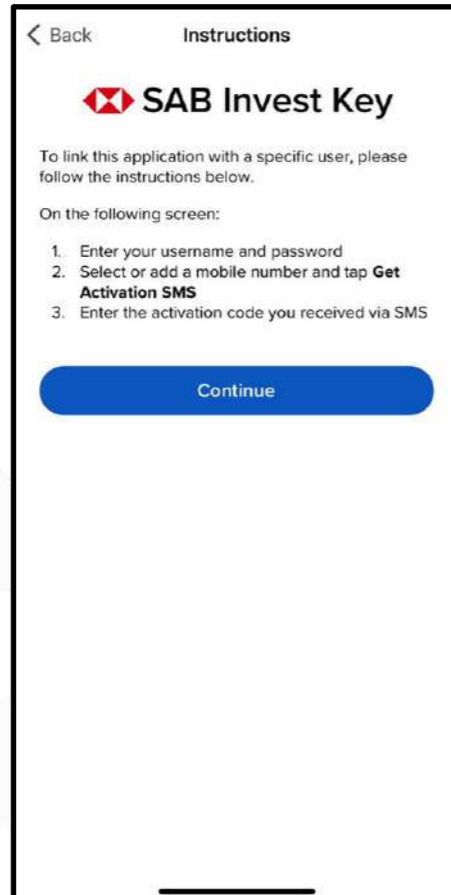 Back Instructions
SAB Invest Key
To link this application with a specific user, please
follow the instructions below.
On the following screen:
1. Enter your username and password
2. Select or add a mobile number and tap Get
Activation SMS
3. Enter the activation code you received via SMS
Continue